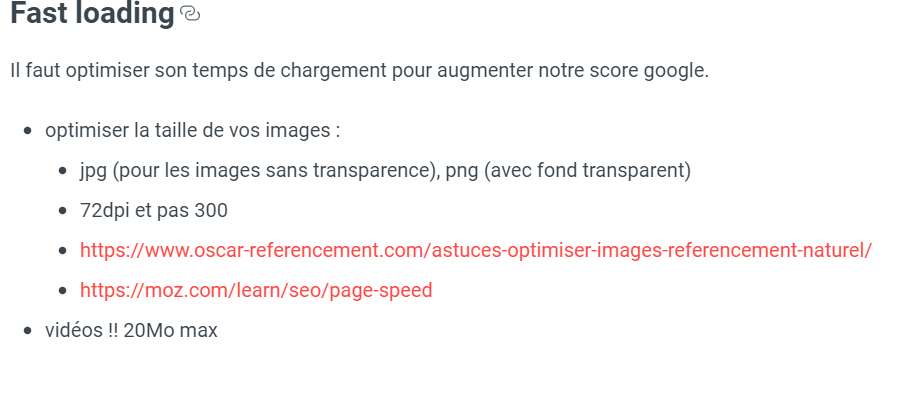 Fast loading
Il faut optimiser son temps de chargement pour augmenter notre score google.
optimiser la taille de vos images :
jpg (pour les images sans transparence), png (avec fond transparent)
72dpi et pas 300
https://www.oscar-referencement.com/astuces-optimiser-images-referencement-naturel/
https://moz.com/learn/seo/page-speed
vidéos !! 20Mo max